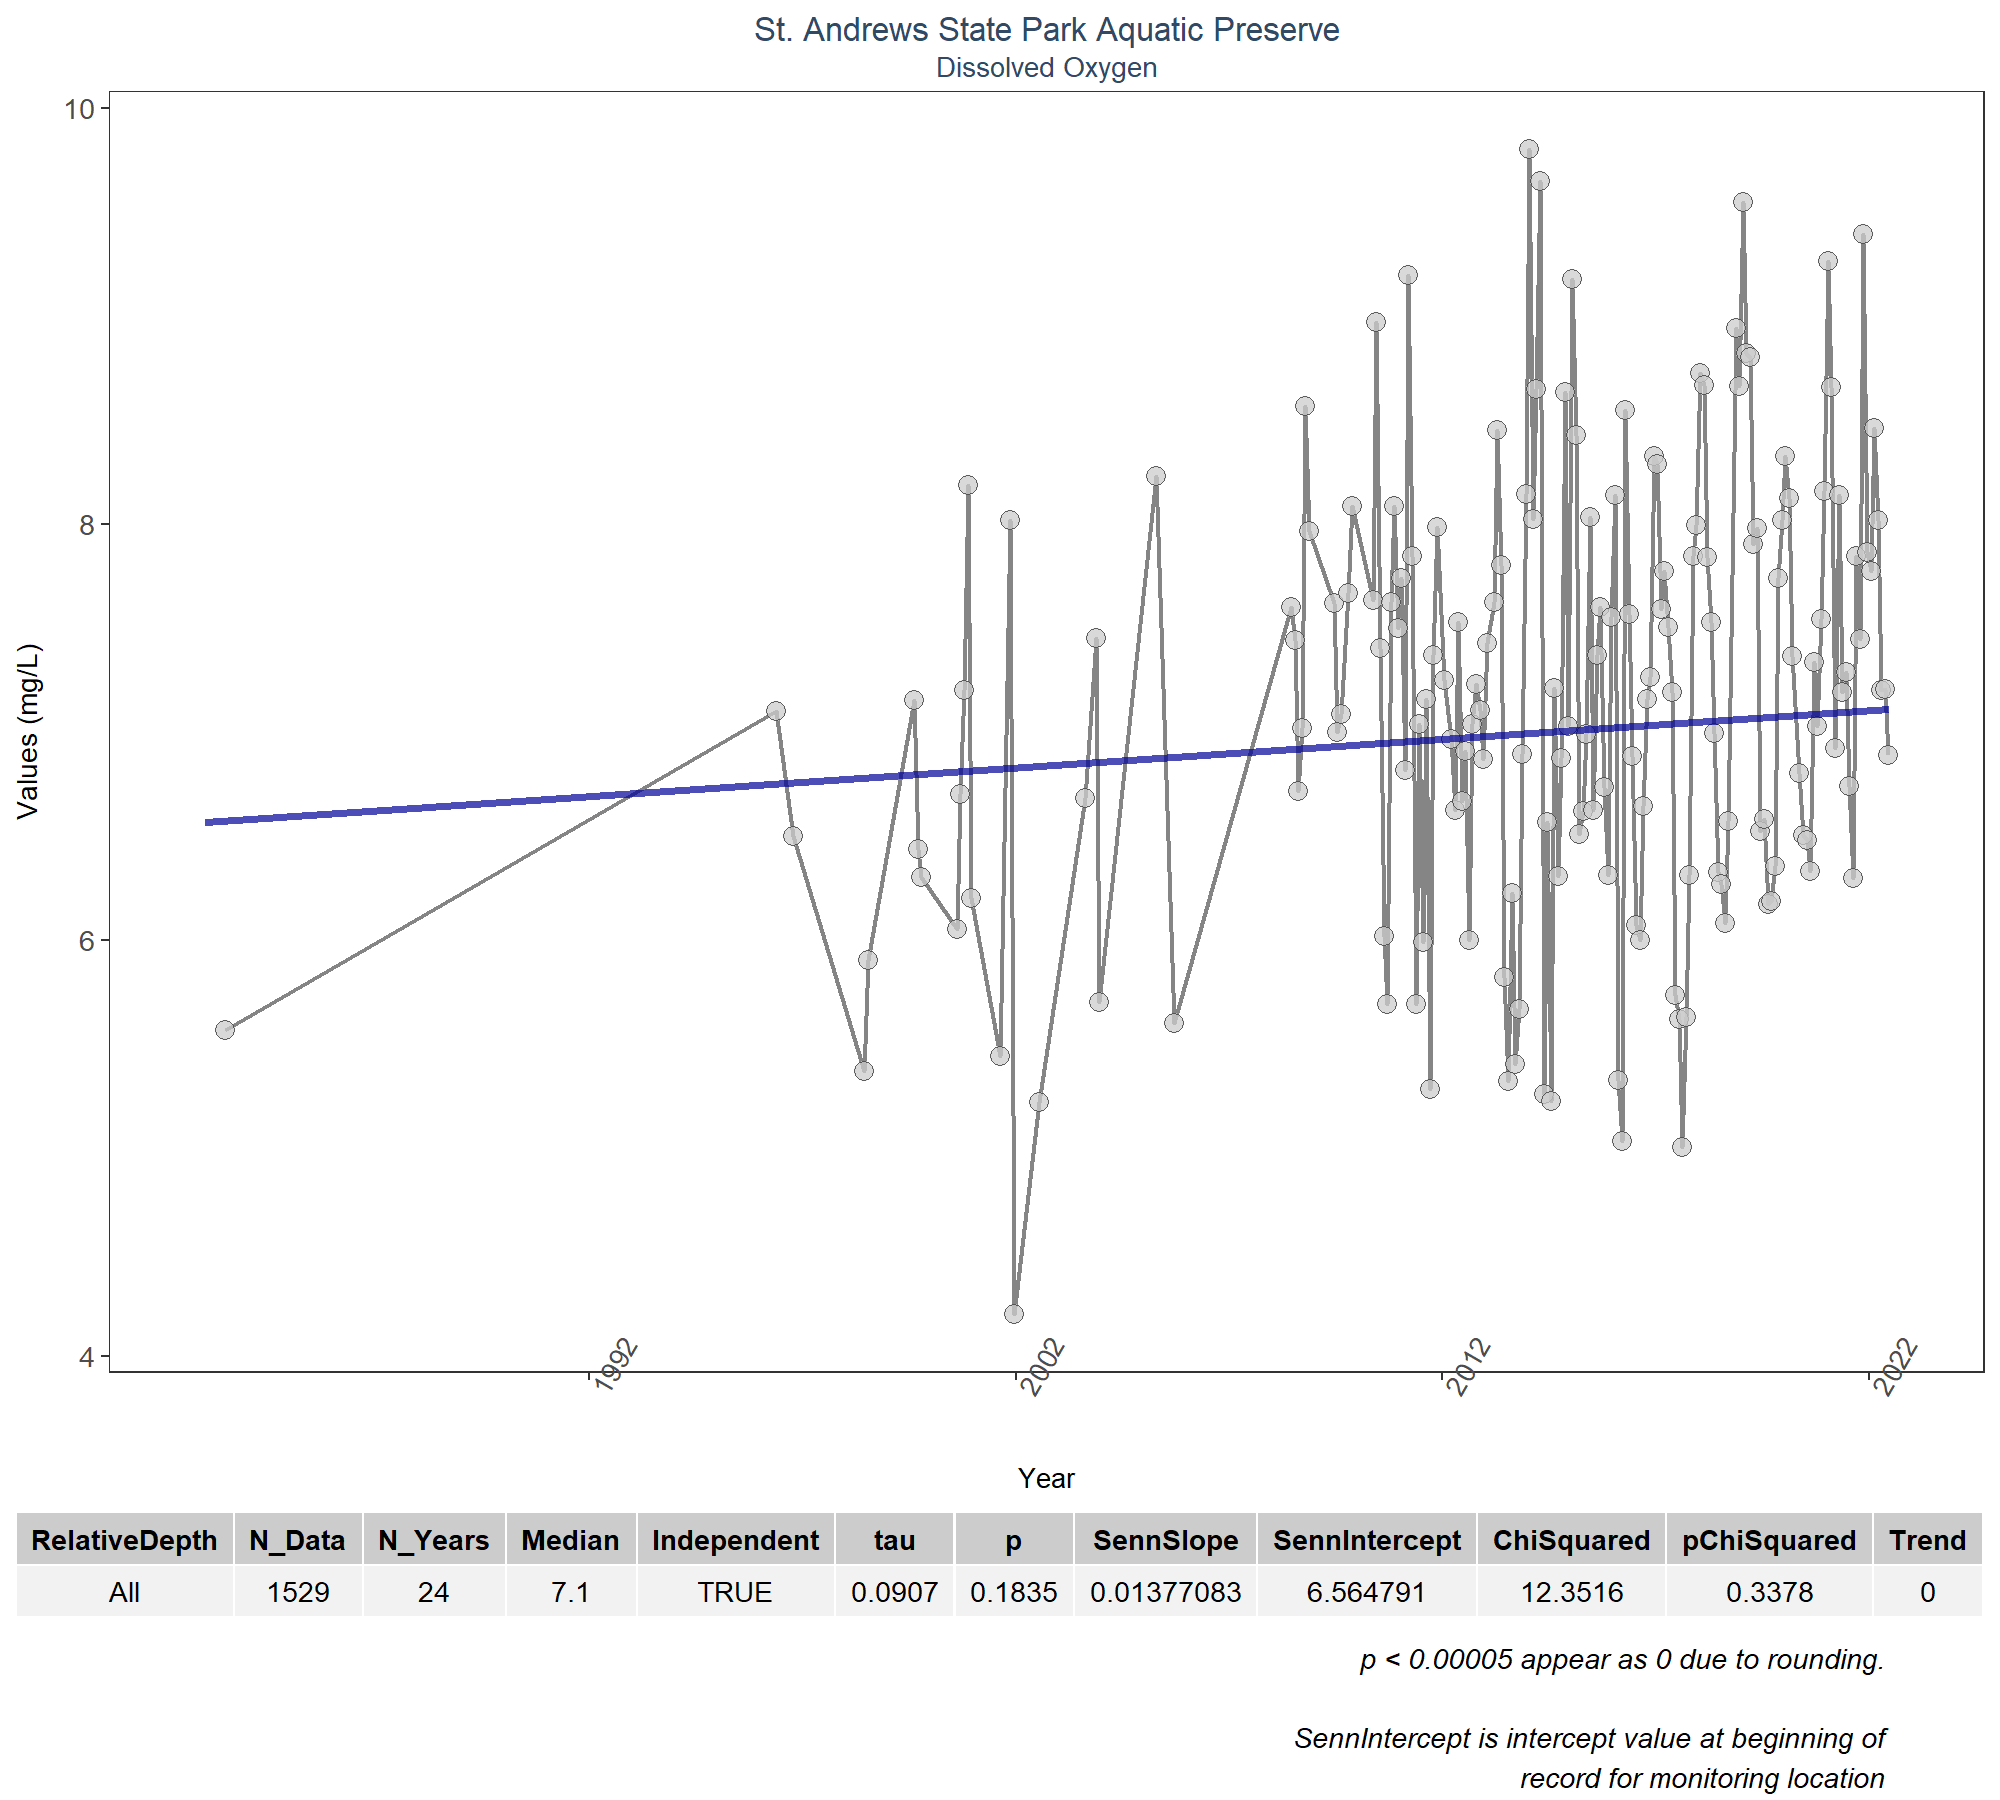 St. Andrews State Park Aquatic Preserve
Dissolved Oxygen
10
8
6
4
Values (mg/L)
1992
2002
2012
2022
Year
RelativeDepth N_Data N_Years Median Independent tau p SennSlope SennIntercept ChiSquared pChiSquared Trend
All 1529 24 7.1 TRUE 0.0907 0.1835 0.01377083 6.564791 12.3516 0.3378 0
p < 0.00005 appear as 0 due to rounding.
SennIntercept is intercept value at beginning of
record for monitoring location